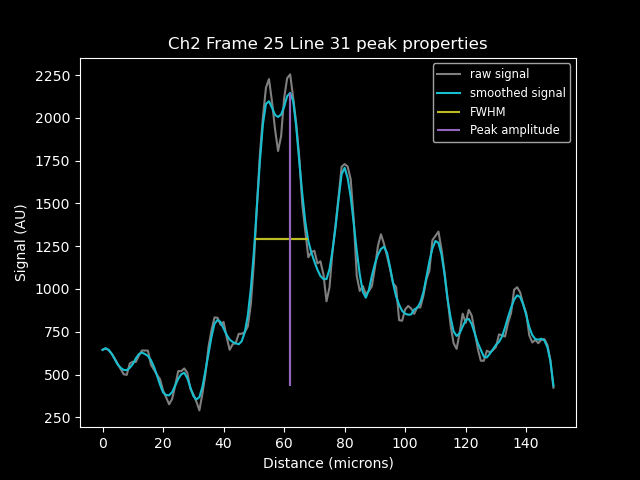 Ch2 Frame 25 Line 31 peak properties
raw signal
smoothed signal
FWHM
Peak amplitude
Signal (AU)
2250
2000
1750
1500
1250
1000
750
500
250
0 20 40 60 80 100 120 140
Distance (microns)